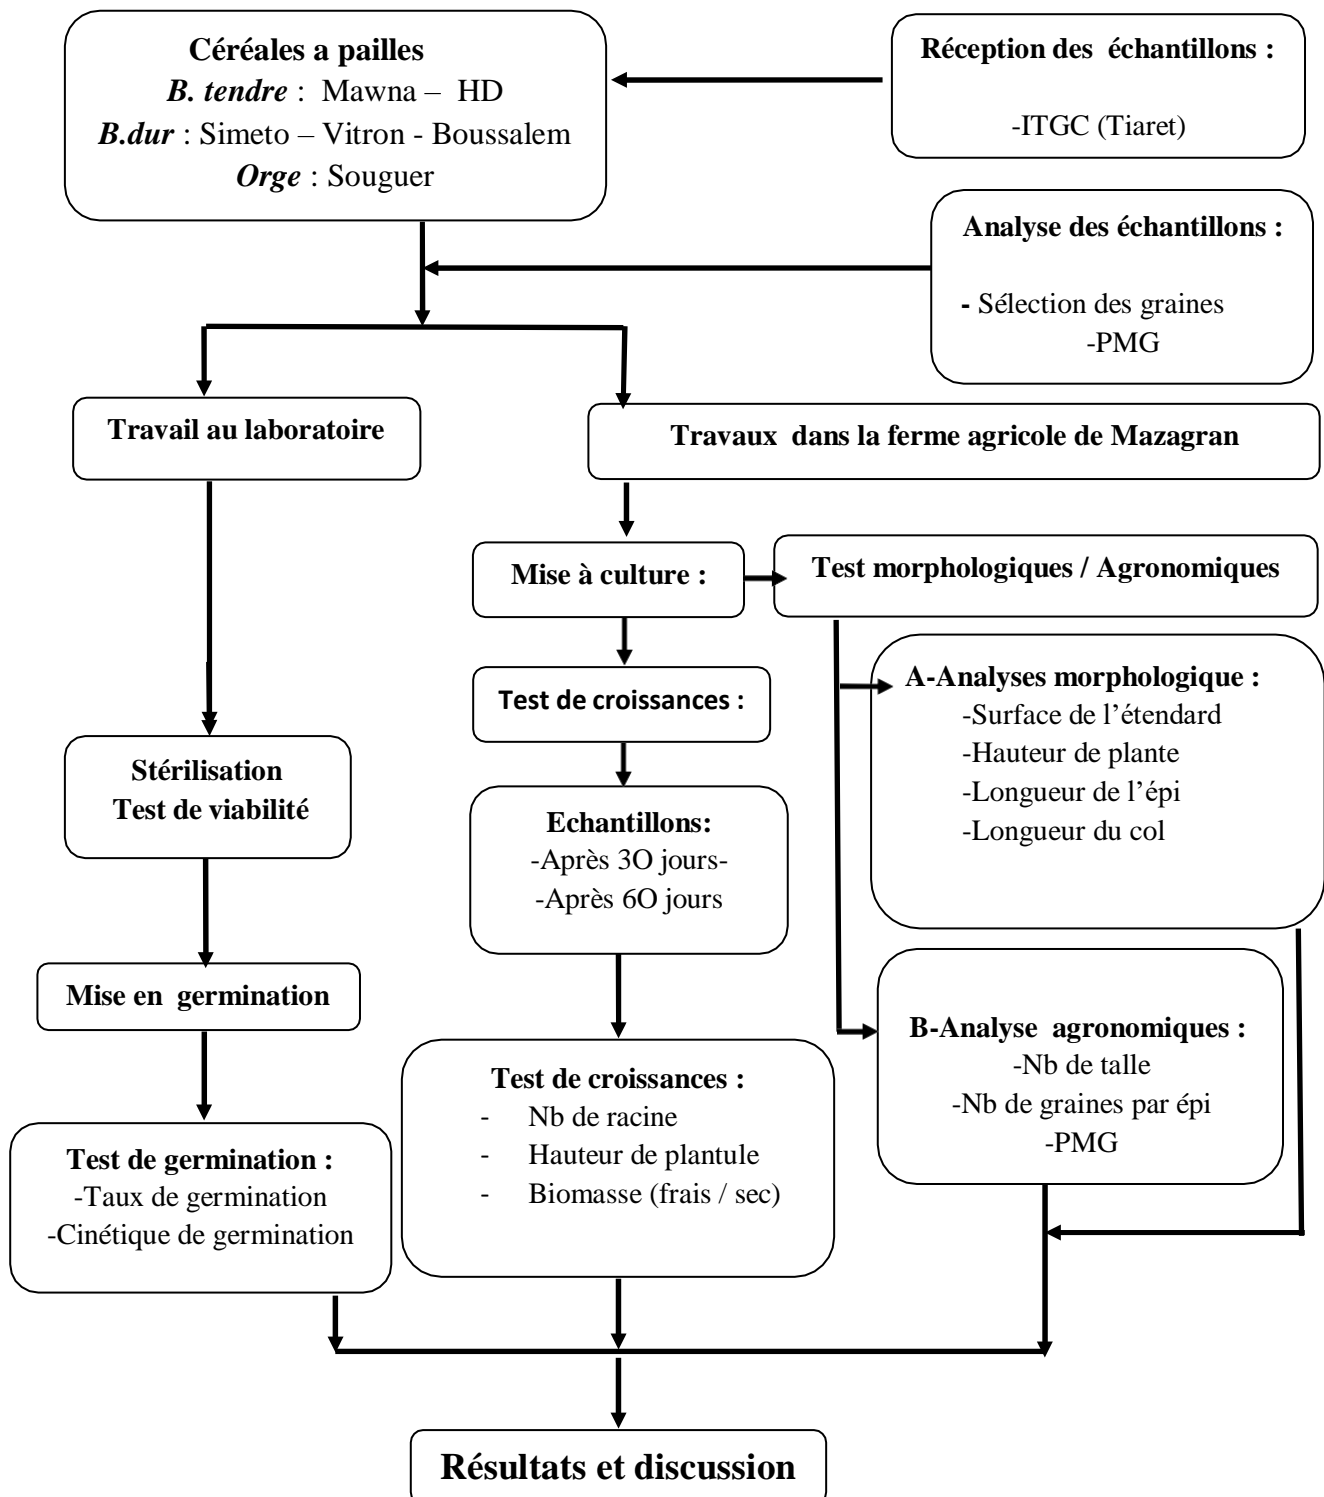 Céréales a pailles
B. tendre : Mawna – HD
B.dur : Simeto – Vitron - Boussalem
Orge : Souguer
Réception des échantillons :
-ITGC (Tiaret)
Analyse des échantillons :
- Sélection des graines
-PMG
Travail au laboratoire
Travaux dans la ferme agricole de Mazagran
Mise à culture :
Test morphologiques / Agronomiques
Test de croissances :
A-Analyses morphologique :
-Surface de l’étendard
-Hauteur de plante
-Longueur de l’épi
-Longueur du col
Stérilisation
Test de viabilité
Echantillons:
-Après 3O jours-
-Après 6O jours
Mise en germination
B-Analyse agronomiques :
-Nb de talle
-Nb de graines par épi
-PMG
Test de croissances :
- Nb de racine
- Hauteur de plantule
- Biomasse (frais / sec)
Test de germination :
-Taux de germination
-Cinétique de germination
Résultats et discussion